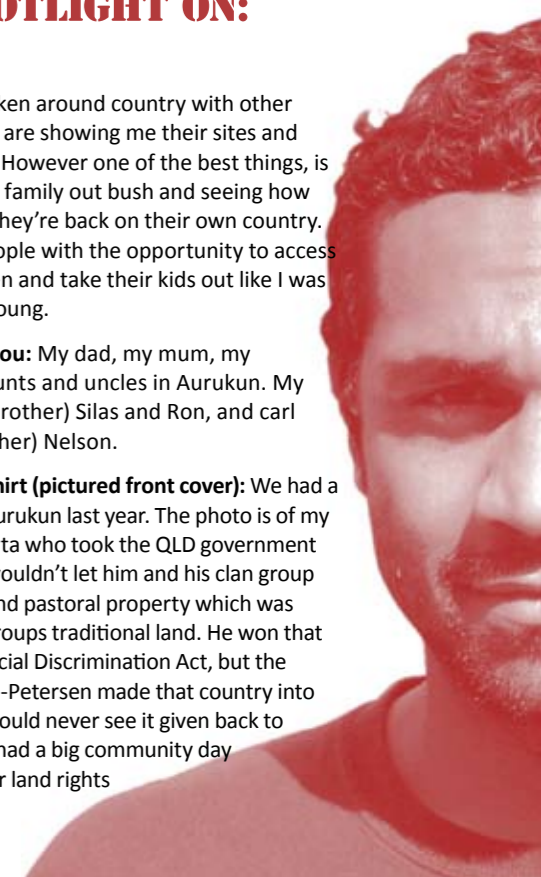 OTLIGHT ON:
ken around country with other
are showing me their sites and
However one of the best things, is
family out bush and seeing how
they're back on their own country.
ople with the opportunity to access
n and take their kids out like I was
oung.
ou: My dad, my mum, my
unts and uncles in Aurukun. My
rother) Silas and Ron, and carl
her) Nelson.
hirt (pictured front cover): We had a
urukun last year. The photo is of my
ta who took the QLD government
ouldn't let him and his clan group
nd pastoral property which was
roups traditional land. He won that
cial Discrimination Act, but the
-Petersen made that country into
ould never see it given back to
had a big community day
r land rights